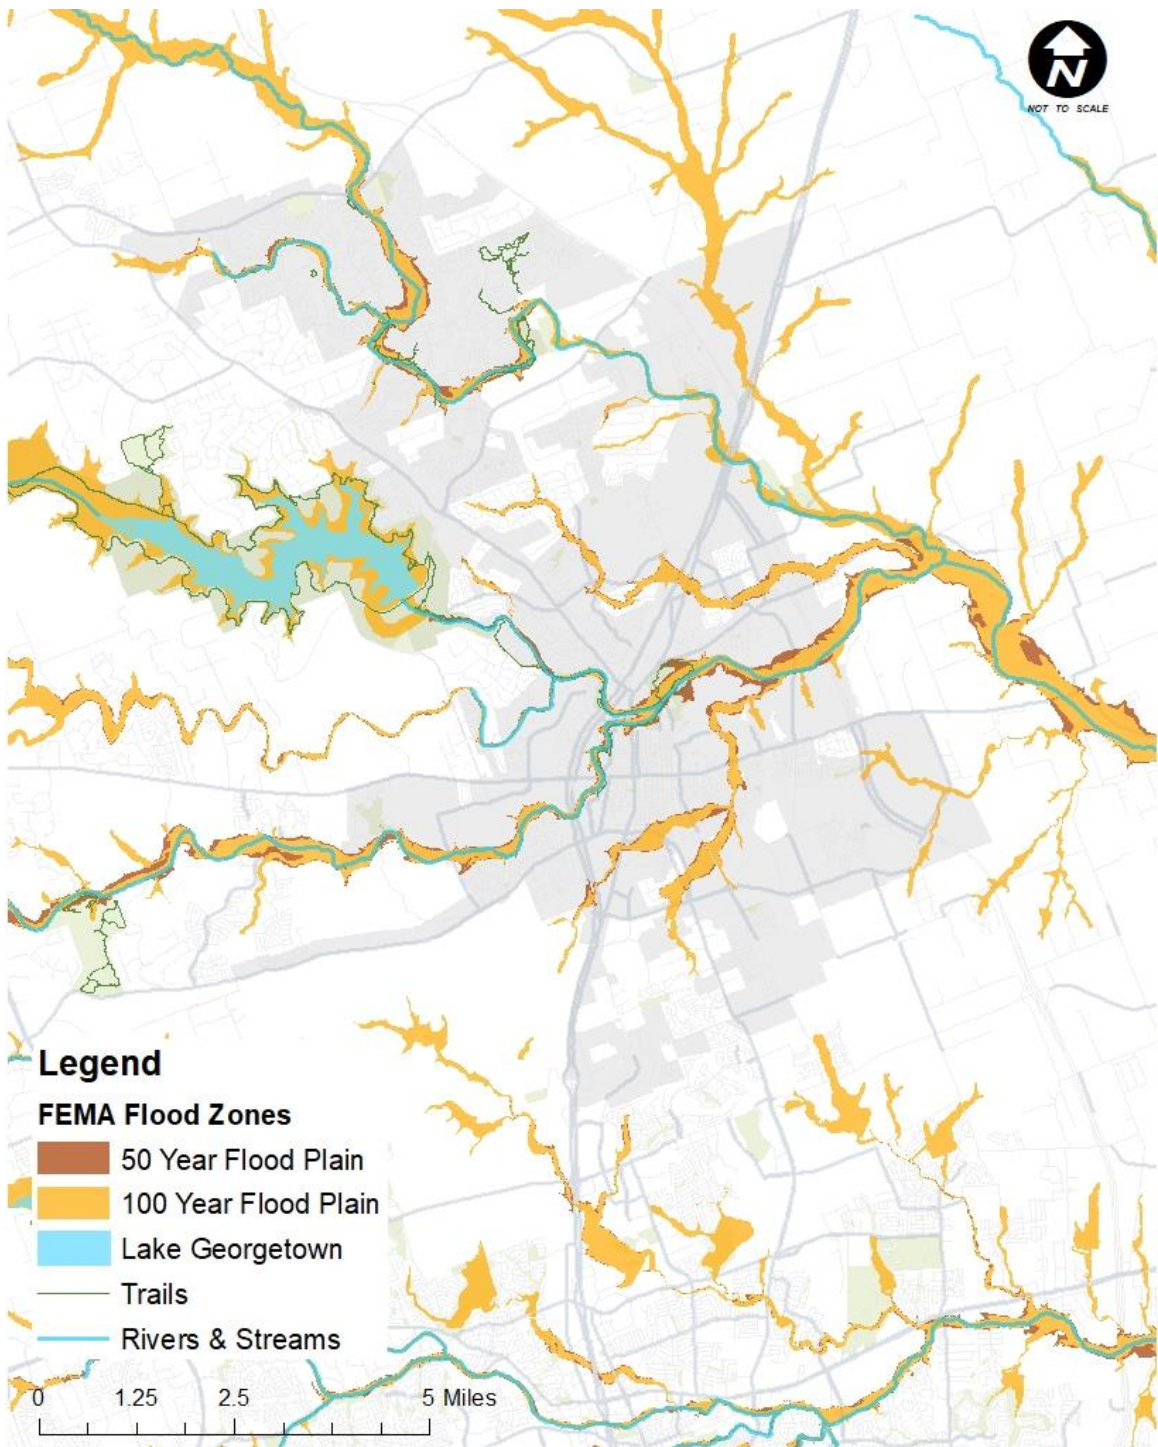 N
NOT TO SCALE
Legend
FEMA Flood Zones
50 Year Flood Plain
100 Year Flood Plain
Lake Georgetown
Trails
Rivers & Streams
0 1.25 2.5 5 Miles